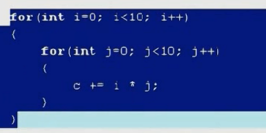 for(int i=0; i<10; i++)
{
for(int j=0; j<10; j++)
{
c += i * j;
}
}